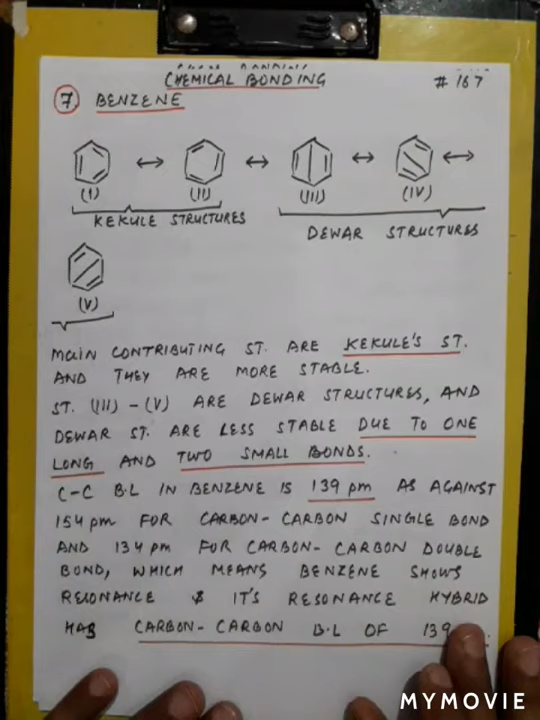 CHEMICAL BONDING
# 167
7 BENZENE
(I) (II) (III) (IV)
KEKULE STRUCTURES
DEWAR STRUCTURES
(V)
MAIN CONTRIBUTING ST. ARE KEKULE'S ST.
AND THEY ARE MORE STABLE.
ST. (III) - (V) ARE DEWAR STRUCTURES, AND
DEWAR ST. ARE LESS STABLE DUE TO ONE
LONG AND TWO SMALL BONDS.
C-C B.L IN BENZENE IS 139 pm AS AGAINST
154 pm FOR CARBON-CARBON SINGLE BOND
AND 134 pm FOR CARBON-CARBON DOUBLE
BOND, WHICH MEANS BENZENE SHOWS
RESONANCE & IT'S RESONANCE HYBRID
HAS CARBON-CARBON B.L OF 139
MYMOVIE